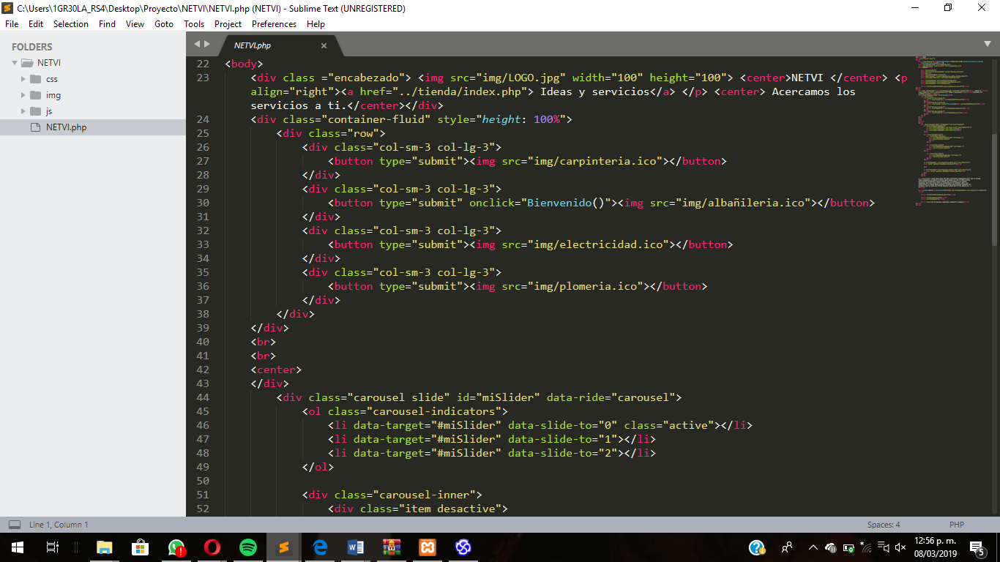 C:\Users\1GR30LA_RS4\Desktop\Proyecto\NETVI\NETVI.php (NETVI) - Sublime Text (UNREGISTERED)
File Edit Selection Find View Goto Tools Project Preferences Help
FOLDERS
NETVI
css
img
js
NETVI.php
NETVI.php ×
22 <body>
23 <div class ="encabezado"> <img src="img/LOGO.jpg" width="100" height="100"> <center>NETVI </center> <p
align="right"><a href="../tienda/index.php"> Ideas y servicios</a> </p> <center> Acercamos los
servicios a ti.</center></div>
24 <div class="container-fluid" style="height: 100%">
25 <div class="row">
26 <div class="col-sm-3 col-lg-3">
27 <button type="submit"><img src="img/carpinteria.ico"></button>
28 </div>
29 <div class="col-sm-3 col-lg-3">
30 <button type="submit" onclick="Bienvenido()"><img src="img/albañileria.ico"></button>
31 </div>
32 <div class="col-sm-3 col-lg-3">
33 <button type="submit"><img src="img/electricidad.ico"></button>
34 </div>
35 <div class="col-sm-3 col-lg-3">
36 <button type="submit"><img src="img/plomeria.ico"></button>
37 </div>
38 </div>
39 </div>
40 <br>
41 <br>
42 <center>
43 </div>
44 <div class="carousel slide" id="miSlider" data-ride="carousel">
45 <ol class="carousel-indicators">
46 <li data-target="#miSlider" data-slide-to="0" class="active"></li>
47 <li data-target="#miSlider" data-slide-to="1"></li>
48 <li data-target="#miSlider" data-slide-to="2"></li>
49 </ol>
50
51 <div class="carousel-inner">
52 <div class="item desactive">
Line 1, Column 1
Spaces: 4
PHP
12:56 p. m.
08/03/2019
5